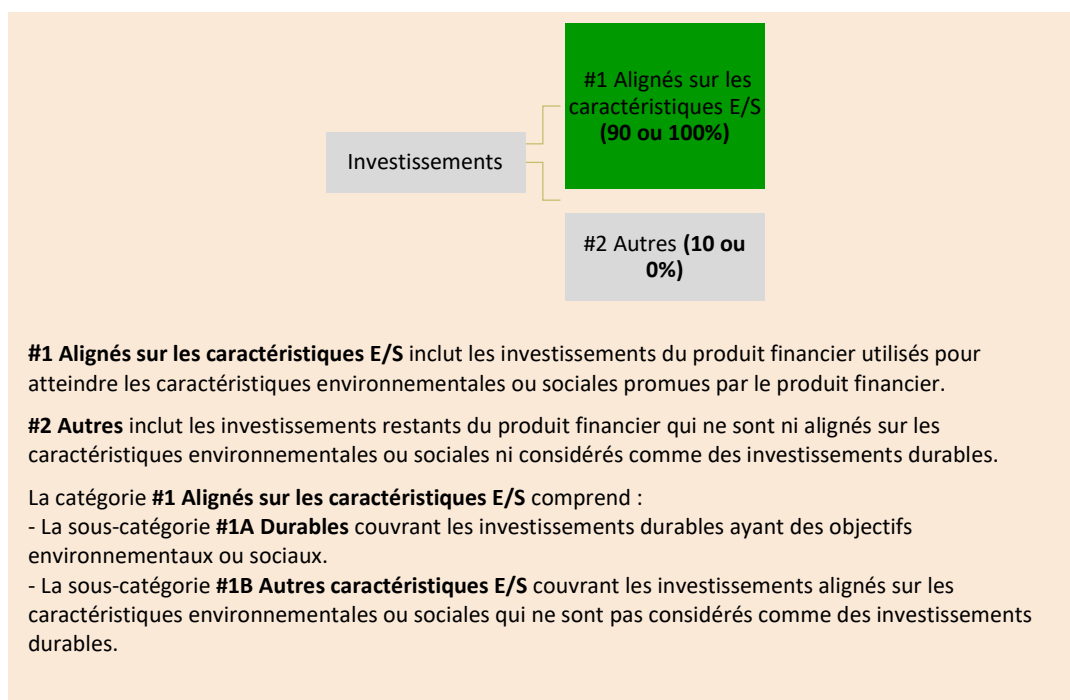 #1 Alignés sur les
caractéristiques E/S
(90 ou 100%)
Investissements
#2 Autres (10 ou
0%)
#1 Alignés sur les caractéristiques E/S inclut les investissements du produit financier utilisés pour
atteindre les caractéristiques environnementales ou sociales promues par le produit financier.
#2 Autres inclut les investissements restants du produit financier qui ne sont ni alignés sur les
caractéristiques environnementales ou sociales ni considérés comme des investissements durables.
La catégorie #1 Alignés sur les caractéristiques E/S comprend :
- La sous-catégorie #1A Durables couvrant les investissements durables ayant des objectifs
environnementaux ou sociaux.
- La sous-catégorie #1B Autres caractéristiques E/S couvrant les investissements alignés sur les
caractéristiques environnementales ou sociales qui ne sont pas considérés comme des investissements
durables.